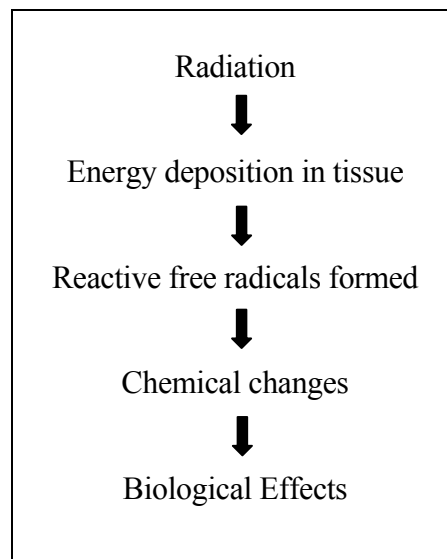 Radiation
Energy deposition in tissue
Reactive free radicals formed
Chemical changes
Biological Effects